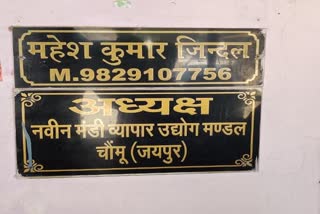 महेश कुमार जिन्दल
M.9829107756
अध्यक्ष
नवीन मंडी व्यापार उद्योग मण्डल
चौंमू (जयपुर)